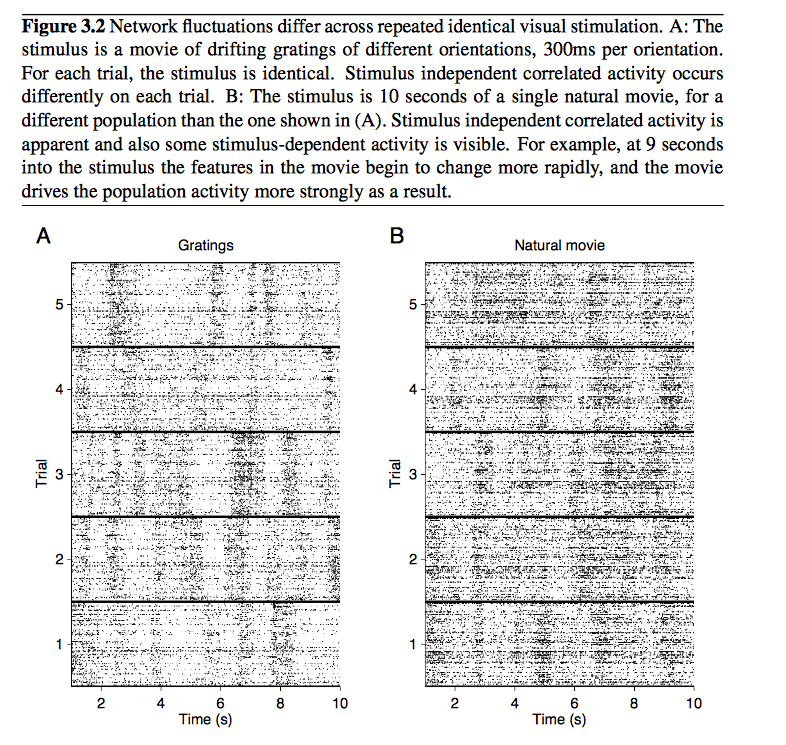 Figure 3.2 Network fluctuations differ across repeated identical visual stimulation. A: The
stimulus is a movie of drifting gratings of different orientations, 300ms per orientation.
For each trial, the stimulus is identical. Stimulus independent correlated activity occurs
differently on each trial. B: The stimulus is 10 seconds of a single natural movie, for a
different population than the one shown in (A). Stimulus independent correlated activity is
apparent and also some stimulus-dependent activity is visible. For example, at 9 seconds
into the stimulus the features in the movie begin to change more rapidly, and the movie
drives the population activity more strongly as a result.
A
Gratings
5
4
Trial
3
2
1
2 4 6 8 10
Time (s)
B
Natural movie
5
4
Trial
3
2
1
2 4 6 8 10
Time (s)